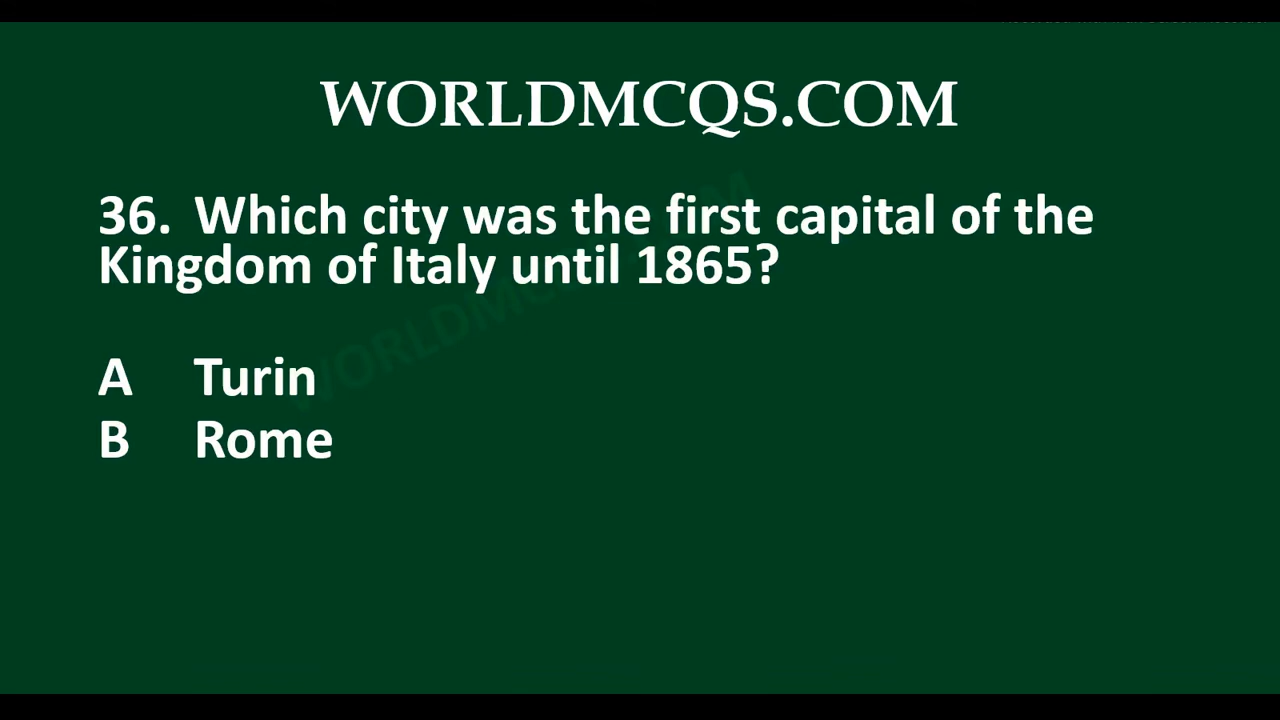 WORLDMCQS.COM
36. Which city was the first capital of the
Kingdom of Italy until 1865?
A Turin
B Rome